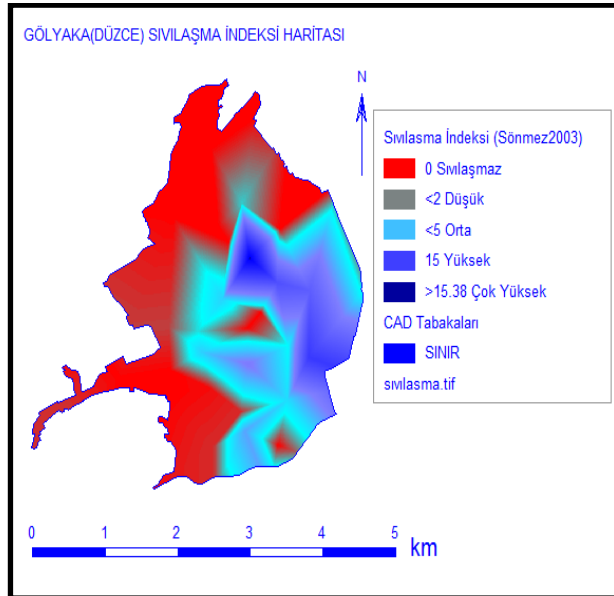 GÖLYAKA(DÜZCE) SIVILAŞMA İNDEKSİ HARİTASI
N
Sıvılasma İndeksi (Sönmez2003)
0 Sıvılaşmaz
<2 Düşük
<5 Orta
15 Yüksek
>15.38 Çok Yüksek
CAD Tabakaları
SINIR
sıvılasma.tif
0 1 2 3 4 5
km